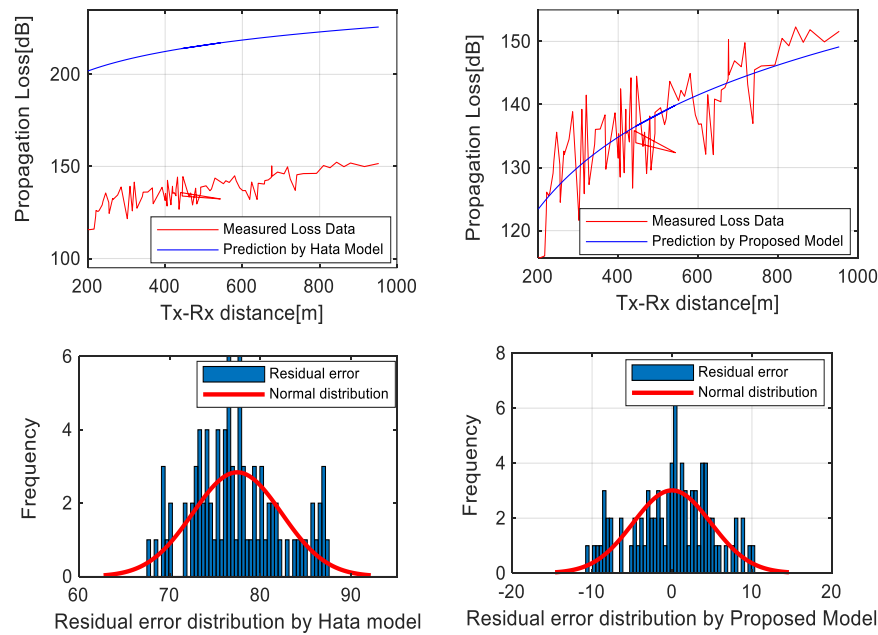 Propagation Loss[dB]
200
150
100
Measured Loss Data
Prediction by Hata Model
200 400 600 800 1000
Tx-Rx distance[m]
Propagation Loss[dB]
150
140
130
120
Measured Loss Data
Prediction by Proposed Model
200 400 600 800 1000
Tx-Rx distance[m]
Frequency
6
4
2
0
Residual error
Normal distribution
60 70 80 90
Residual error distribution by Hata model
Frequency
8
6
4
2
0
Residual error
Normal distribution
-20 -10 0 10 20
Residual error distribution by Proposed Model